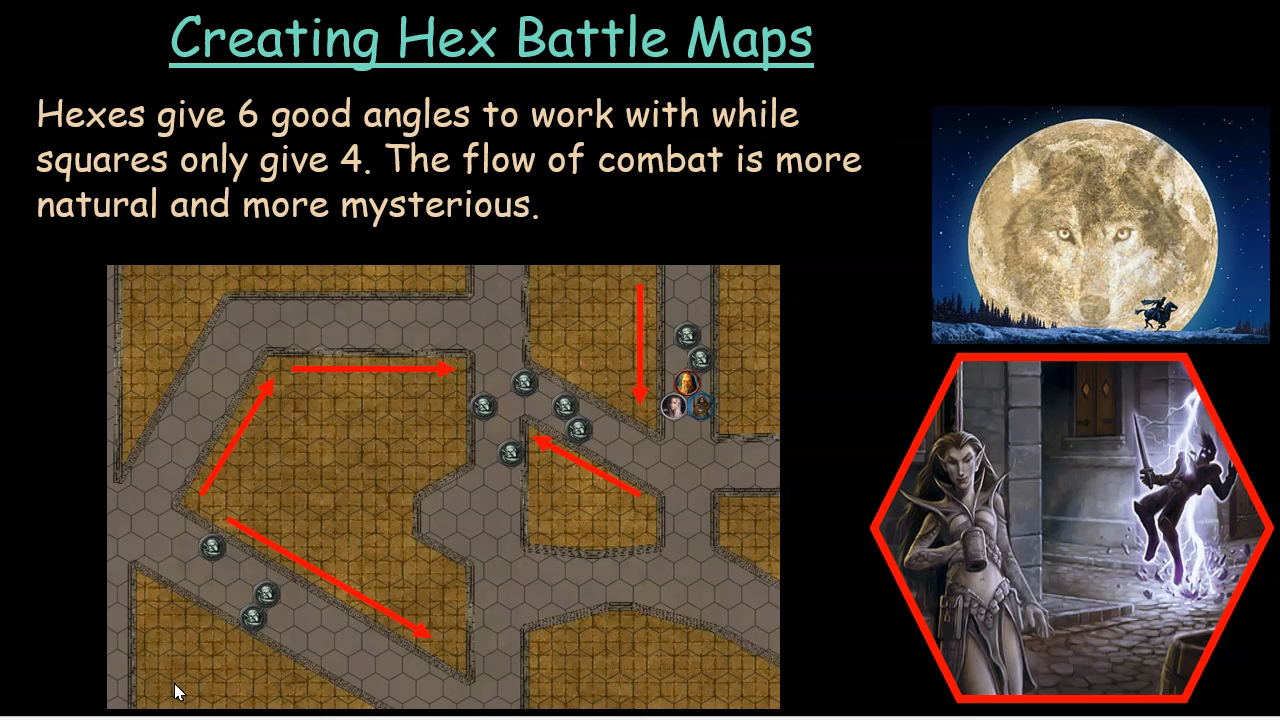 Creating Hex Battle Maps
Hexes give 6 good angles to work with while
squares only give 4. The flow of combat is more
natural and more mysterious.